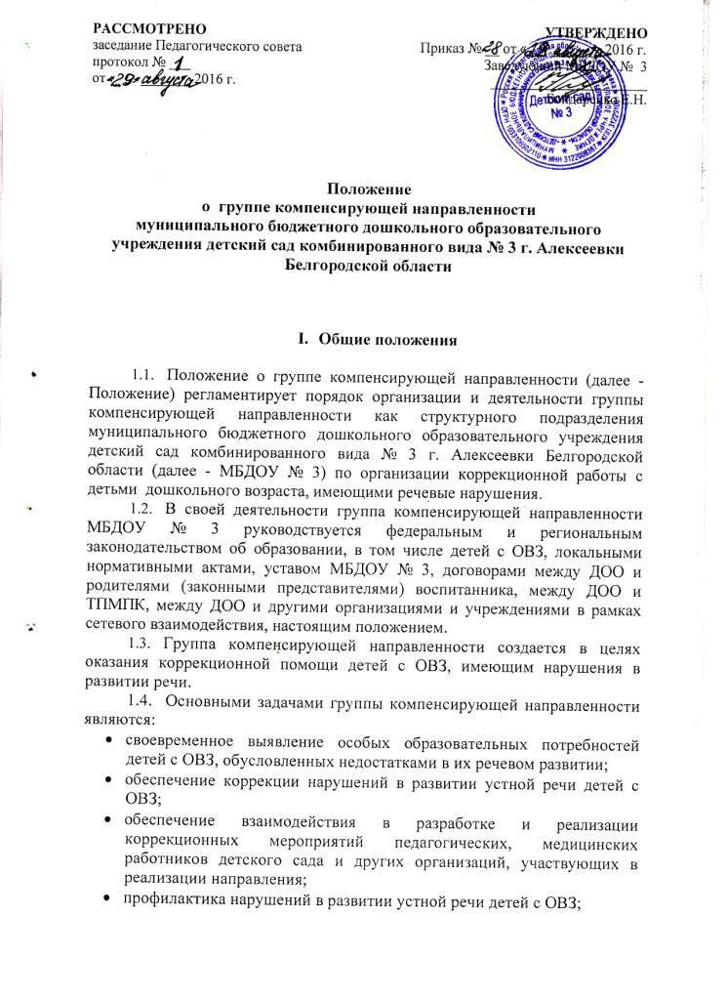 РАССМОТРЕНО
заседание Педагогического совета
протокол № 1
от «29» августа 2016 г.
УТВЕРЖДЕНО
Приказ № 28 от « » августа 2016 г.
Заведующий МБДОУ № 3
Бондаренко Е.Н.
Детский сад
№ 3
Положение
о группе компенсирующей направленности
муниципального бюджетного дошкольного образовательного
учреждения детский сад комбинированного вида № 3 г. Алексеевки
Белгородской области
I. Общие положения
1.1. Положение о группе компенсирующей направленности (далее -
Положение) регламентирует порядок организации и деятельности группы
компенсирующей направленности как структурного подразделения
муниципального бюджетного дошкольного образовательного учреждения
детский сад комбинированного вида № 3 г. Алексеевки Белгородской
области (далее - МБДОУ № 3) по организации коррекционной работы с
детьми дошкольного возраста, имеющими речевые нарушения.
1.2. В своей деятельности группа компенсирующей направленности
МБДОУ № 3 руководствуется федеральным и региональным
законодательством об образовании, в том числе детей с ОВЗ, локальными
нормативными актами, уставом МБДОУ № 3, договорами между ДОО и
родителями (законными представителями) воспитанника, между ДОО и
ТПМПК, между ДОО и другими организациями и учреждениями в рамках
сетевого взаимодействия, настоящим положением.
1.3. Группа компенсирующей направленности создается в целях
оказания коррекционной помощи детей с ОВЗ, имеющим нарушения в
развитии речи.
1.4. Основными задачами группы компенсирующей направленности
являются:
• своевременное выявление особых образовательных потребностей
детей с ОВЗ, обусловленных недостатками в их речевом развитии;
• обеспечение коррекции нарушений в развитии устной речи детей с
ОВЗ;
• обеспечение взаимодействия в разработке и реализации
коррекционных мероприятий педагогических, медицинских
работников детского сада и других организаций, участвующих в
реализации направления;
• профилактика нарушений в развитии устной речи детей с ОВЗ;